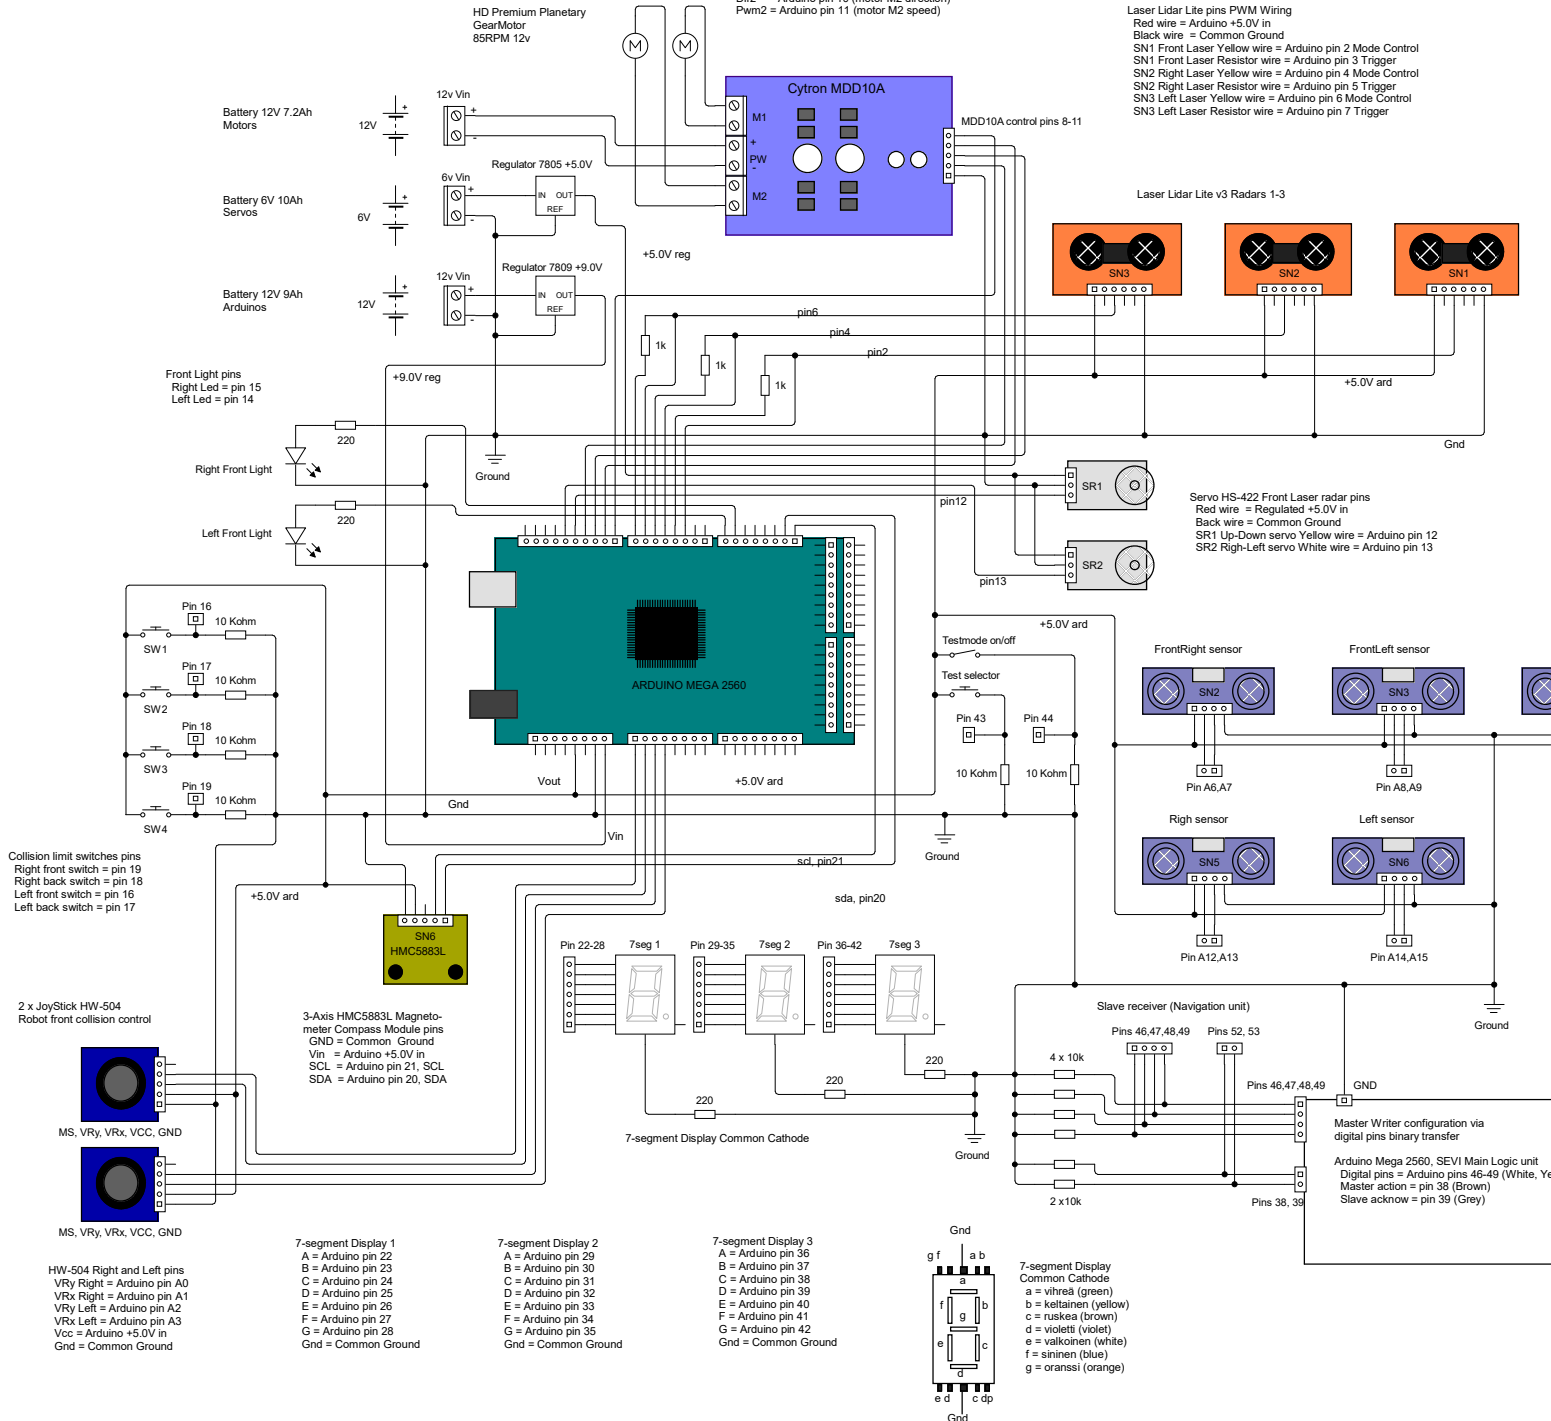 HD Premium Planetary
GearMotor
85RPM 12v
Pwm2 = Arduino pin 11 (motor M2 speed)
Laser Lidar Lite pins PWM Wiring
Red wire = Arduino +5.0V in
Black wire = Common Ground
SN1 Front Laser Yellow wire = Arduino pin 2 Mode Control
SN1 Front Laser Resistor wire = Arduino pin 3 Trigger
SN2 Right Laser Yellow wire = Arduino pin 4 Mode Control
SN2 Right Laser Resistor wire = Arduino pin 5 Trigger
SN3 Left Laser Yellow wire = Arduino pin 6 Mode Control
SN3 Left Laser Resistor wire = Arduino pin 7 Trigger
M
M
Cytron MDD10A
M1
+
PW
-
M2
MDD10A control pins 8-11
Battery 12V 7.2Ah
Motors
12V
+
12v Vin
+
-
Battery 6V 10Ah
Servos
6V
+
6v Vin
+
-
Regulator 7805 +5.0V
IN OUT
REF
+5.0V reg
Battery 12V 9Ah
Arduinos
12V
+
12v Vin
+
-
Regulator 7809 +9.0V
IN OUT
REF
+9.0V reg
Laser Lidar Lite v3 Radars 1-3
SN3
SN2
SN1
pin6
pin4
pin2
1k
1k
1k
+5.0V ard
Gnd
Front Light pins
Right Led = pin 15
Left Led = pin 14
220
Right Front Light
220
Left Front Light
Ground
pin12
SR1
pin13
SR2
Servo HS-422 Front Laser radar pins
Red wire = Regulated +5.0V in
Back wire = Common Ground
SR1 Up-Down servo Yellow wire = Arduino pin 12
SR2 Righ-Left servo White wire = Arduino pin 13
ARDUINO MEGA 2560
Pin 16
10 Kohm
SW1
Pin 17
10 Kohm
SW2
Pin 18
10 Kohm
SW3
Pin 19
10 Kohm
SW4
+5.0V ard
Testmode on/off
Test selector
Pin 43
Pin 44
10 Kohm
10 Kohm
FrontRight sensor
SN2
Pin A6,A7
FrontLeft sensor
SN3
Pin A8,A9
Righ sensor
SN5
Pin A12,A13
Left sensor
SN6
Pin A14,A15
Vout
+5.0V ard
Gnd
Vin
Ground
scl, pin21
sda, pin20
Collision limit switches pins
Right front switch = pin 19
Right back switch = pin 18
Left front switch = pin 16
Left back switch = pin 17
+5.0V ard
SN6
HMC5883L
3-Axis HMC5883L Magneto-
meter Compass Module pins
GND = Common Ground
Vin = Arduino +5.0V in
SCL = Arduino pin 21, SCL
SDA = Arduino pin 20, SDA
Pin 22-28
7seg 1
Pin 29-35
7seg 2
Pin 36-42
7seg 3
220
220
220
7-segment Display Common Cathode
Ground
Ground
2 x JoyStick HW-504
Robot front collision control
MS, VRy, VRx, VCC, GND
MS, VRy, VRx, VCC, GND
HW-504 Right and Left pins
VRy Right = Arduino pin A0
VRx Right = Arduino pin A1
VRy Left = Arduino pin A2
VRx Left = Arduino pin A3
Vcc = Arduino +5.0V in
Gnd = Common Ground
Slave receiver (Navigation unit)
Pins 46,47,48,49
Pins 52, 53
4 x 10k
2 x10k
Pins 46,47,48,49
GND
Pins 38, 39
Master Writer configuration via
digital pins binary transfer
Arduino Mega 2560, SEVI Main Logic unit
Digital pins = Arduino pins 46-49 (White, Ye
Master action = pin 38 (Brown)
Slave acknow = pin 39 (Grey)
7-segment Display 1
A = Arduino pin 22
B = Arduino pin 23
C = Arduino pin 24
D = Arduino pin 25
E = Arduino pin 26
F = Arduino pin 27
G = Arduino pin 28
Gnd = Common Ground
7-segment Display 2
A = Arduino pin 29
B = Arduino pin 30
C = Arduino pin 31
D = Arduino pin 32
E = Arduino pin 33
F = Arduino pin 34
G = Arduino pin 35
Gnd = Common Ground
7-segment Display 3
A = Arduino pin 36
B = Arduino pin 37
C = Arduino pin 38
D = Arduino pin 39
E = Arduino pin 40
F = Arduino pin 41
G = Arduino pin 42
Gnd = Common Ground
Gnd
g f
a b
a
f
b
g
e
c
d
e d
c dp
Gnd
7-segment Display
Common Cathode
a = vihreä (green)
b = keltainen (yellow)
c = ruskea (brown)
d = violetti (violet)
e = valkoinen (white)
f = sininen (blue)
g = oranssi (orange)